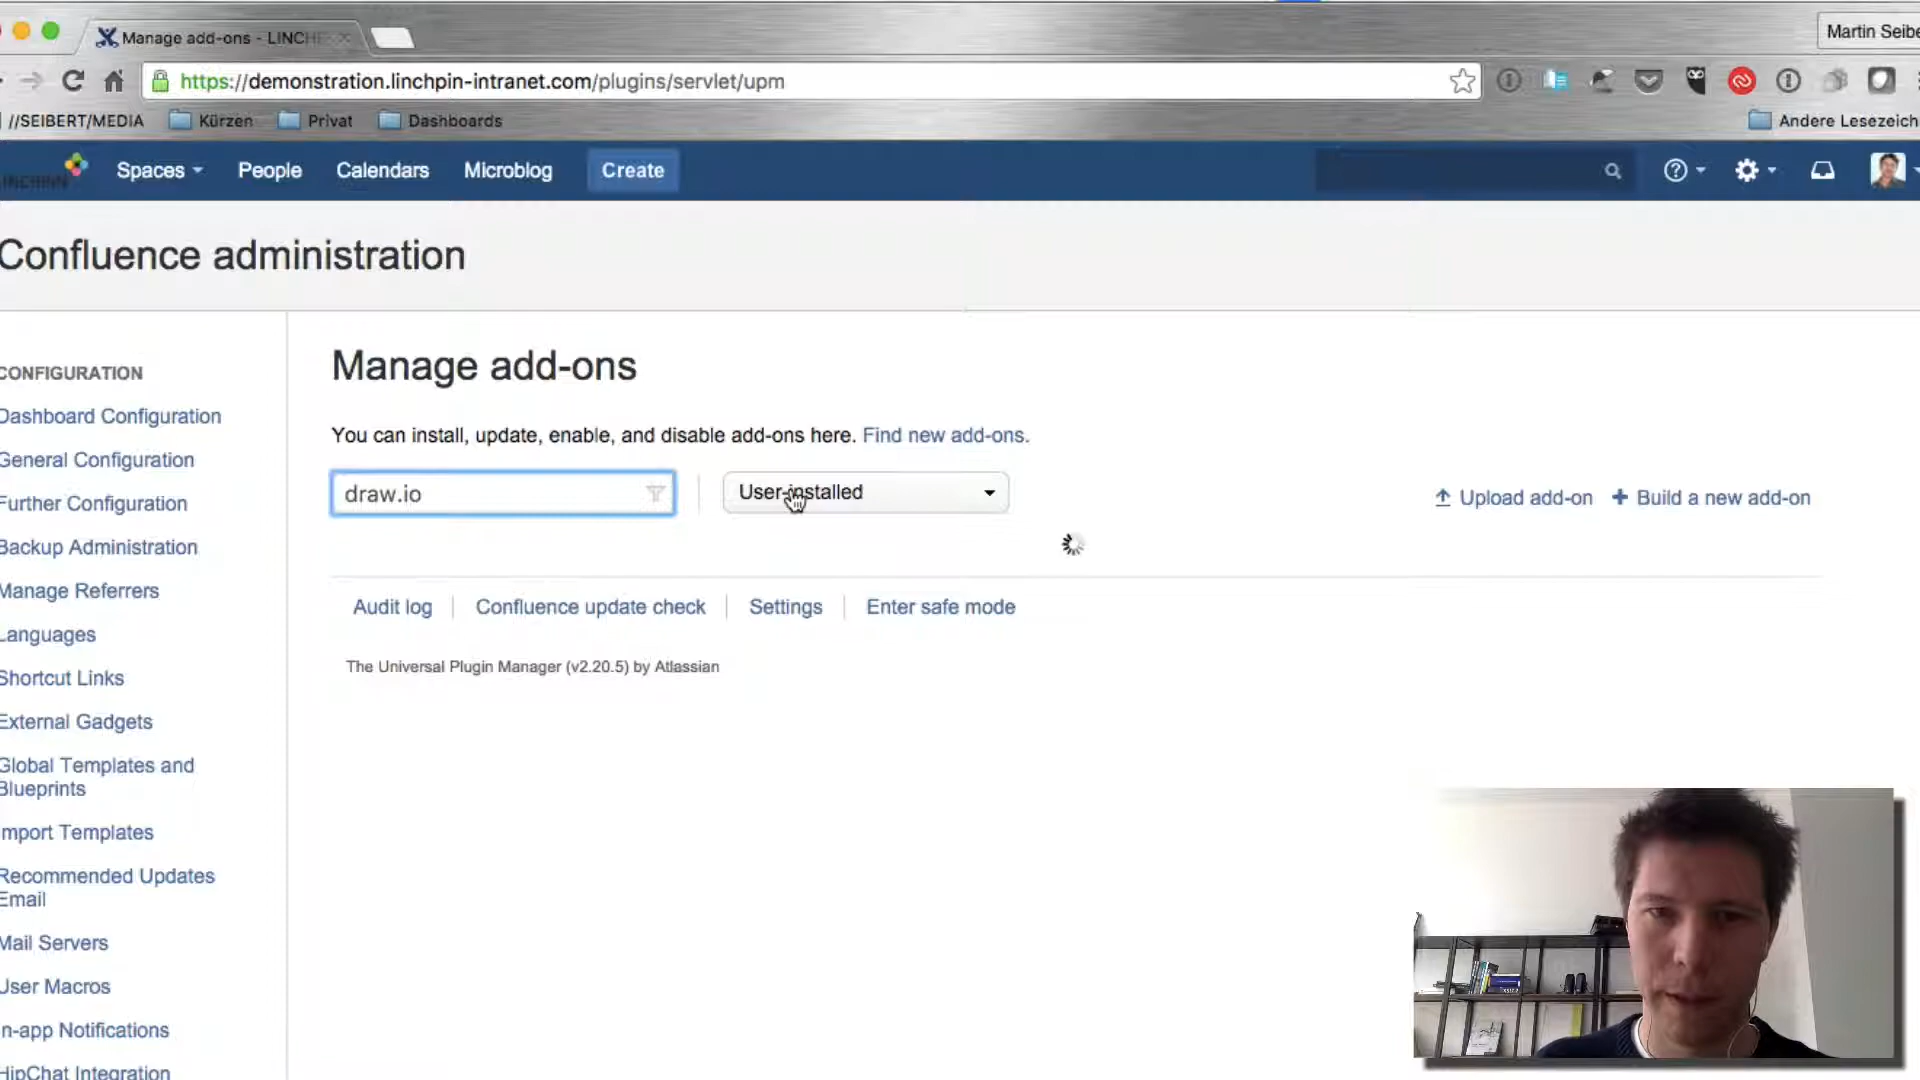 Manage add-ons - LINCH
Martin Seibe
https://demonstration.linchpin-intranet.com/plugins/servlet/upm
//SEIBERT/MEDIA
Kürzen
Privat
Dashboards
Andere Lesezeich
LINCHPIN
Spaces
People
Calendars
Microblog
Create
Confluence administration
CONFIGURATION
Dashboard Configuration
General Configuration
Further Configuration
Backup Administration
Manage Referrers
Languages
Shortcut Links
External Gadgets
Global Templates and
Blueprints
Import Templates
Recommended Updates
Email
Mail Servers
User Macros
In-app Notifications
HipChat Integration
Manage add-ons
You can install, update, enable, and disable add-ons here. Find new add-ons.
draw.io
User-installed
Upload add-on
Build a new add-on
Audit log
Confluence update check
Settings
Enter safe mode
The Universal Plugin Manager (v2.20.5) by Atlassian